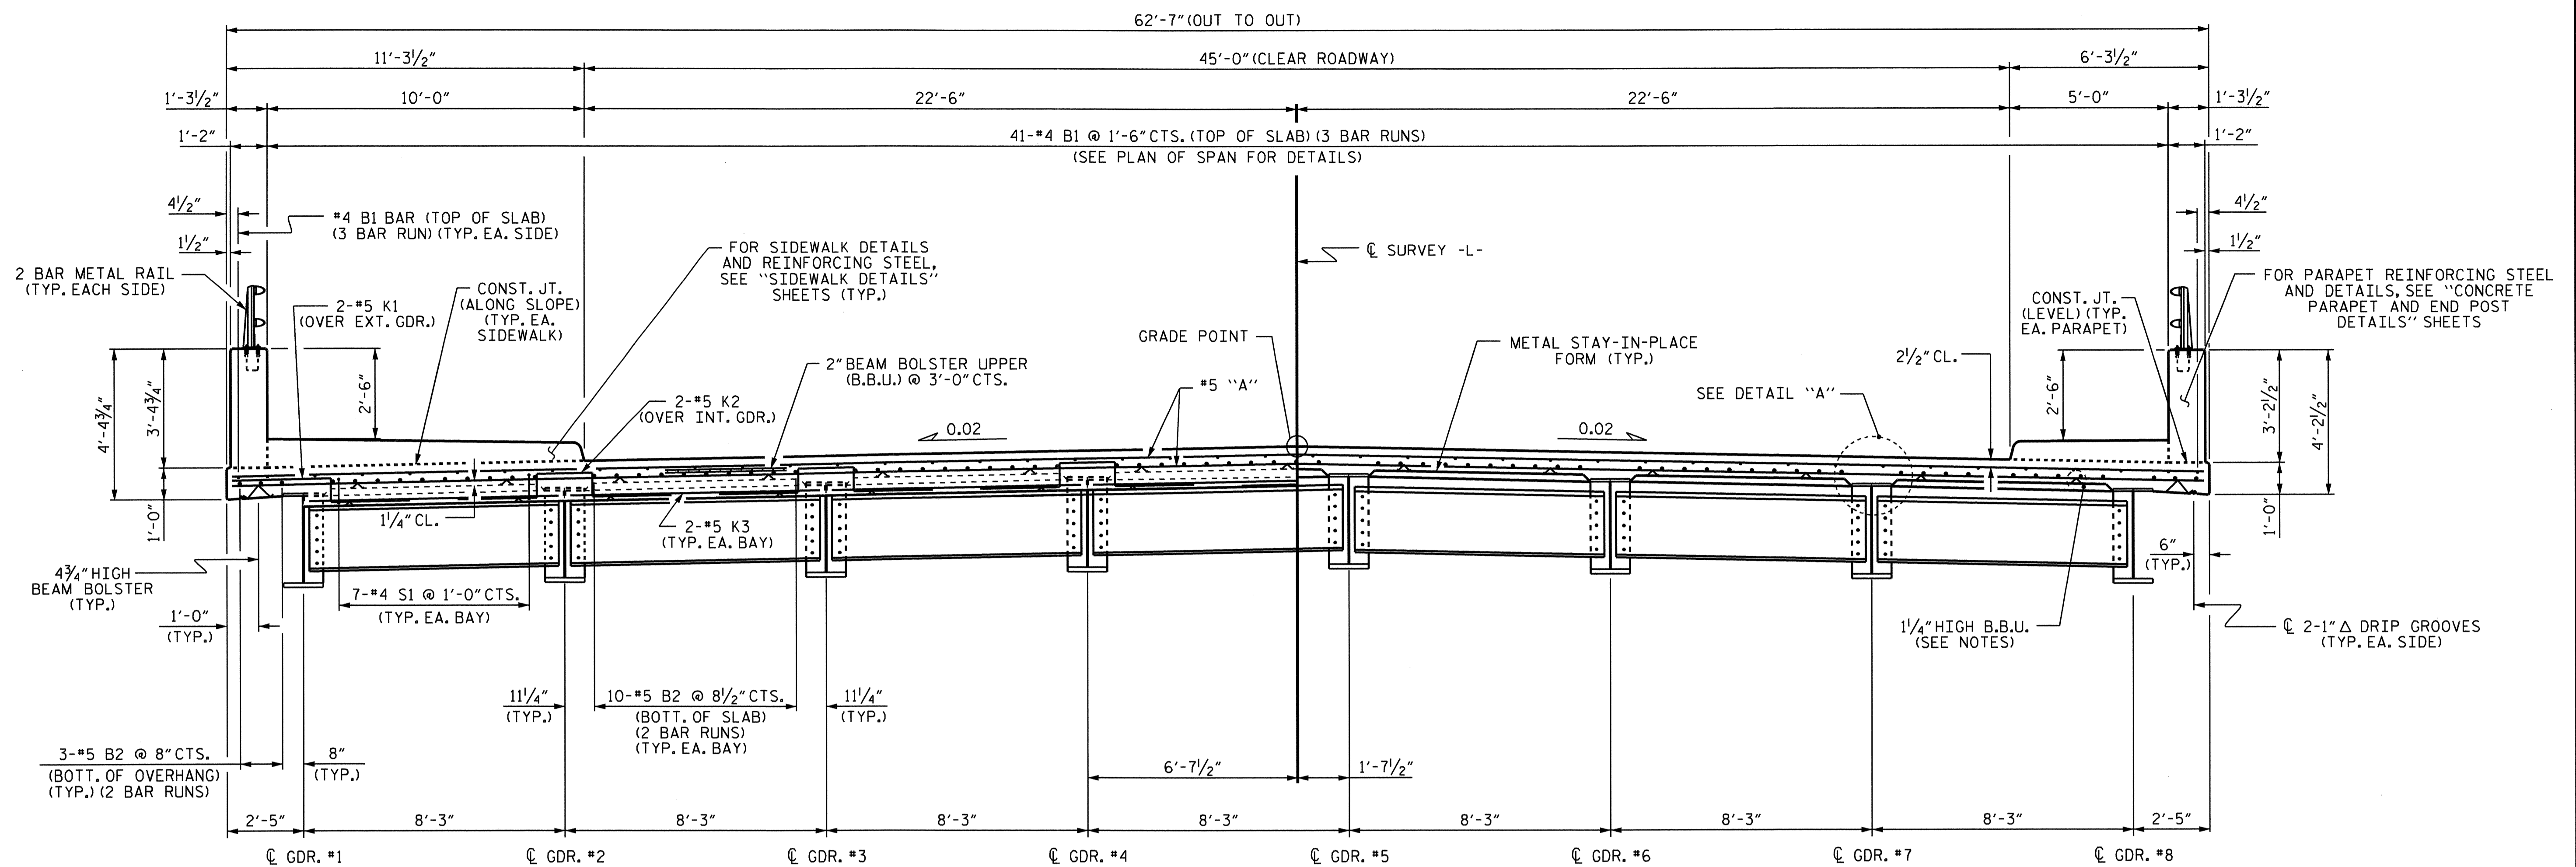 62'-7" (OUT TO OUT)
11'-3½"
45'-0" (CLEAR ROADWAY)
6'-3½"
1'-3½"
10'-0"
22'-6"
22'-6"
5'-0"
1'-3½"
1'-2"
41-#4 B1 @ 1'-6" CTS. (TOP OF SLAB) (3 BAR RUNS)
(SEE PLAN OF SPAN FOR DETAILS)
1'-2"
4½"
#4 B1 BAR (TOP OF SLAB)
(3 BAR RUN) (TYP. EA. SIDE)
1½"
2 BAR METAL RAIL
(TYP. EACH SIDE)
2-#5 K1
(OVER EXT. GDR.)
CONST. JT.
(ALONG SLOPE)
(TYP. EA.
SIDEWALK)
FOR SIDEWALK DETAILS
AND REINFORCING STEEL,
SEE "SIDEWALK DETAILS"
SHEETS (TYP.)
℄ SURVEY -L-
4½"
1½"
FOR PARAPET REINFORCING STEEL
AND DETAILS, SEE "CONCRETE
PARAPET AND END POST
DETAILS" SHEETS
CONST. JT.
(LEVEL) (TYP.
EA. PARAPET)
GRADE POINT
METAL STAY-IN-PLACE
FORM (TYP.)
2½" CL.
2" BEAM BOLSTER UPPER
(B.B.U.) @ 3'-0" CTS.
#5 "A"
2-#5 K2
(OVER INT. GDR.)
SEE DETAIL "A"
4'-4¾"
3'-4¾"
2'-6"
0.02
0.02
2'-6"
3'-2½"
4'-2½"
1'-0"
1¼" CL.
2-#5 K3
(TYP. EA. BAY)
1'-0"
4¾" HIGH
BEAM BOLSTER
(TYP.)
6"
(TYP.)
7-#4 S1 @ 1'-0" CTS.
(TYP. EA. BAY)
1'-0"
(TYP.)
1¼" HIGH B.B.U.
(SEE NOTES)
℄ 2-1" △ DRIP GROOVES
(TYP. EA. SIDE)
11¼"
(TYP.)
10-#5 B2 @ 8½" CTS.
(BOTT. OF SLAB)
(2 BAR RUNS)
(TYP. EA. BAY)
11¼"
(TYP.)
3-#5 B2 @ 8" CTS.
(BOTT. OF OVERHANG)
(TYP.) (2 BAR RUNS)
8"
(TYP.)
6'-7½"
1'-7½"
2'-5"
8'-3"
8'-3"
8'-3"
8'-3"
8'-3"
8'-3"
8'-3"
2'-5"
℄ GDR. #1
℄ GDR. #2
℄ GDR. #3
℄ GDR. #4
℄ GDR. #5
℄ GDR. #6
℄ GDR. #7
℄ GDR. #8